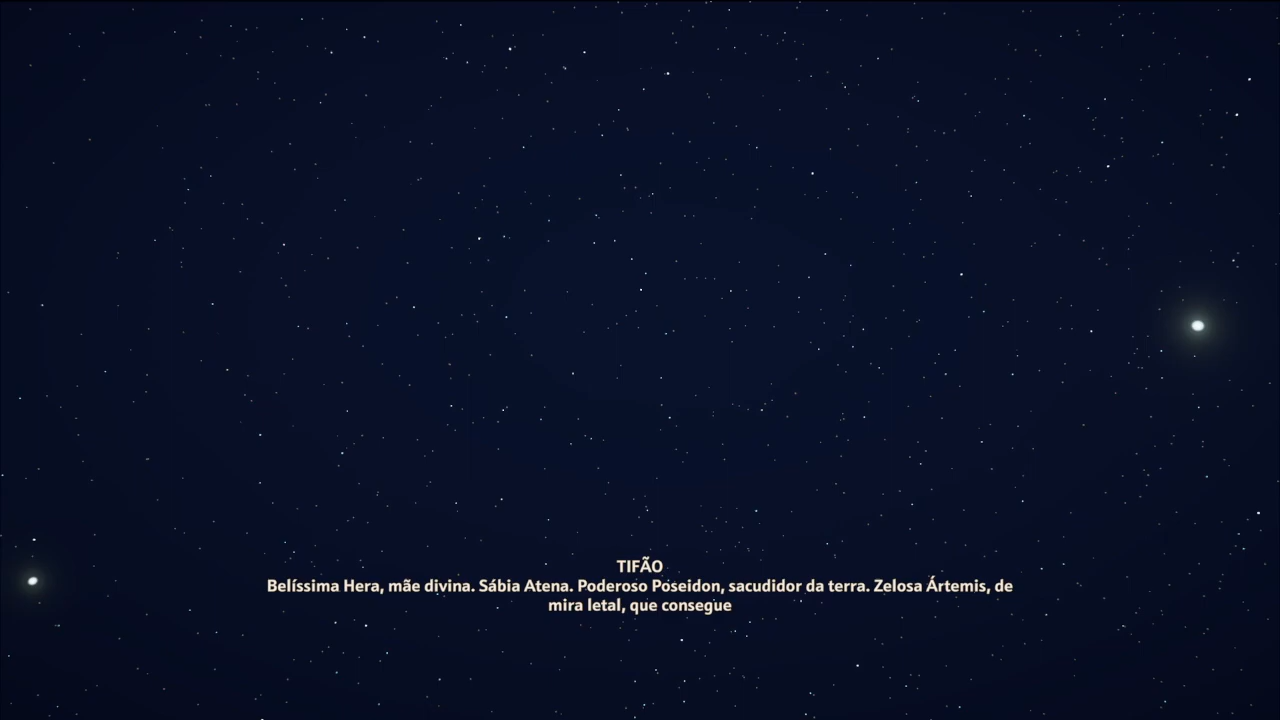 TIFÃO
Belíssima Hera, mãe divina. Sábia Atena. Poderoso Poseidon, sacudidor da terra. Zelosa Ártemis, de
mira letal, que consegue